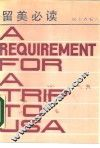 留美必读
A
REQUIREMENT
FOR
A
TRIP
TO
USA